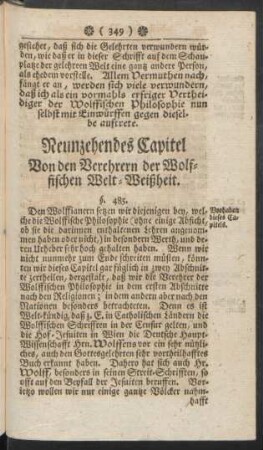 ( 349 )
gestehet, daß sich die Gelehrten verwundern wür-
den, wie daß er in dieser Schrifft auf dem Schau-
platz der gelehrten Welt eine gantz andere Person,
als ehedem vorstelle. Allem Vermuthen nach,
fängt er an, werden sich viele verwundern,
daß ich als ein vormahls eifriger Verthei-
diger der Wolffischen Philosophie nun
selbst mit Einwürffen gegen diesel-
be auftrete.
Neunzehendes Capitel
Von den Verehrern der Wolf-
fischen Welt-Weißheit.
§. 485.
Den Wolffianern setzen wir diejenigen bey, wel-
che die Wolffische Philosophie (ohne einige Absicht,
ob sie die darinnen enthaltenen Lehren angenom-
men haben oder nicht,) in besondern Werth, und de-
ren Urheber sehr hoch gehalten haben. Wenn wir
nicht nunmehr zum Ende schreiten müsten, könn-
ten wir dieses Capitel gar füglich in zwey Abschnit-
te zertheilen, dergestalt, daß wir die Verehrer der
Wolffischen Philosophie in dem ersten Abschnitte
nach den Religionen; in dem andern aber nach den
Nationen besonders betrachteten. Denn es ist
Welt-kündig, daß z. E. in Catholischen Ländern die
Wolffischen Schrifften in der Censur gelten, und
die Hof-Jesuiten in Wien die Deutsche Haupt-
Wissenschafft Hrn. Wolffens vor ein sehr nützli-
ches, auch den Gottesgelehrten sehr vortheilhafftes
Buch erkannt haben. Dahero hat sich auch Hr.
Wolff, besonders in seinen Streit-Schrifften, so
offt auf den Beyfall der Jesuiten beruffen. Vor-
ietzo wollen wir nur einige gantze Völcker nahm-
hafft
Vorhaben
dieses Ca-
pitels.